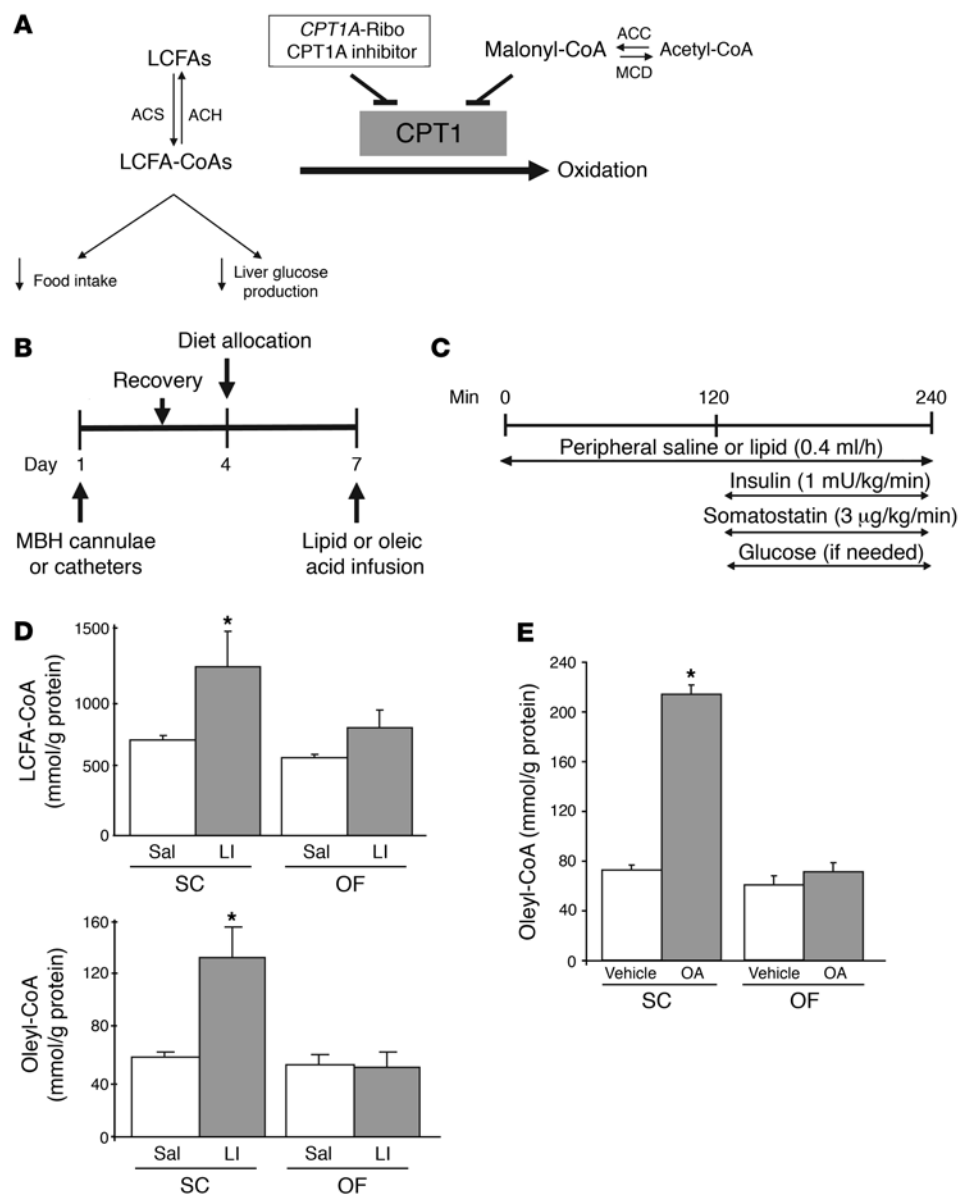 A
CPT1A-Ribo
CPT1A inhibitor
LCFAs
ACS
ACH
LCFA-CoAs
Malonyl-CoA
ACC
MCD
Acetyl-CoA
CPT1
Oxidation
Food intake
Liver glucose
production
B
Diet allocation
Recovery
Day
1
4
7
MBH cannulae
or catheters
Lipid or oleic
acid infusion
C
Min
0
120
240
Peripheral saline or lipid (0.4 ml/h)
Insulin (1 mU/kg/min)
Somatostatin (3 μg/kg/min)
Glucose (if needed)
D
LCFA-CoA
(mmol/g protein)
1500
1000
500
0
*
Sal
LI
Sal
LI
SC
OF
Oleyl-CoA
(mmol/g protein)
160
120
80
40
0
*
Sal
LI
Sal
LI
SC
OF
E
Oleyl-CoA (mmol/g protein)
240
200
160
120
80
40
0
*
Vehicle
OA
Vehicle
OA
SC
OF